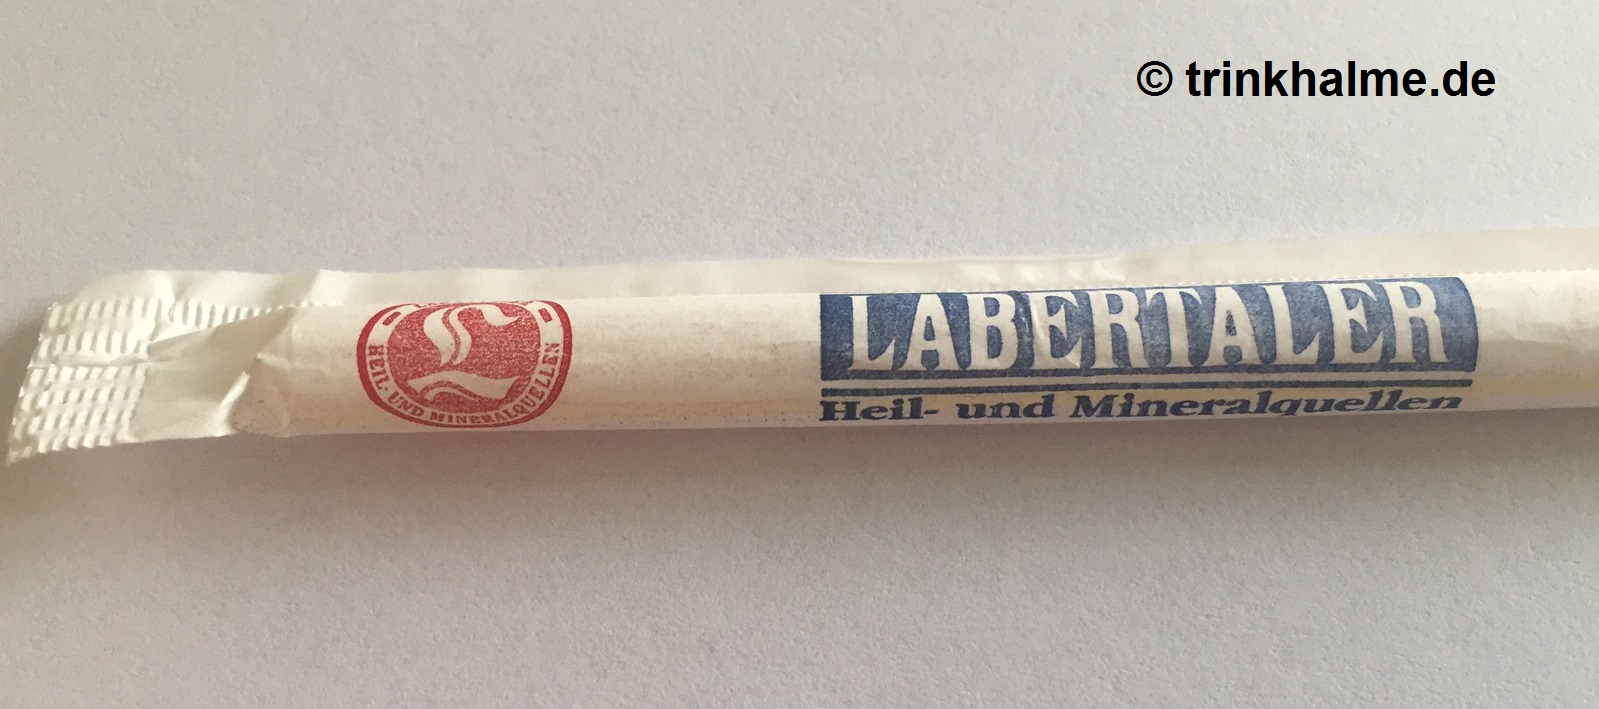 © trinkhalme.de
LABERTALER
Heil- und Mineralquellen
HEIL- UND MINERALQUELLEN